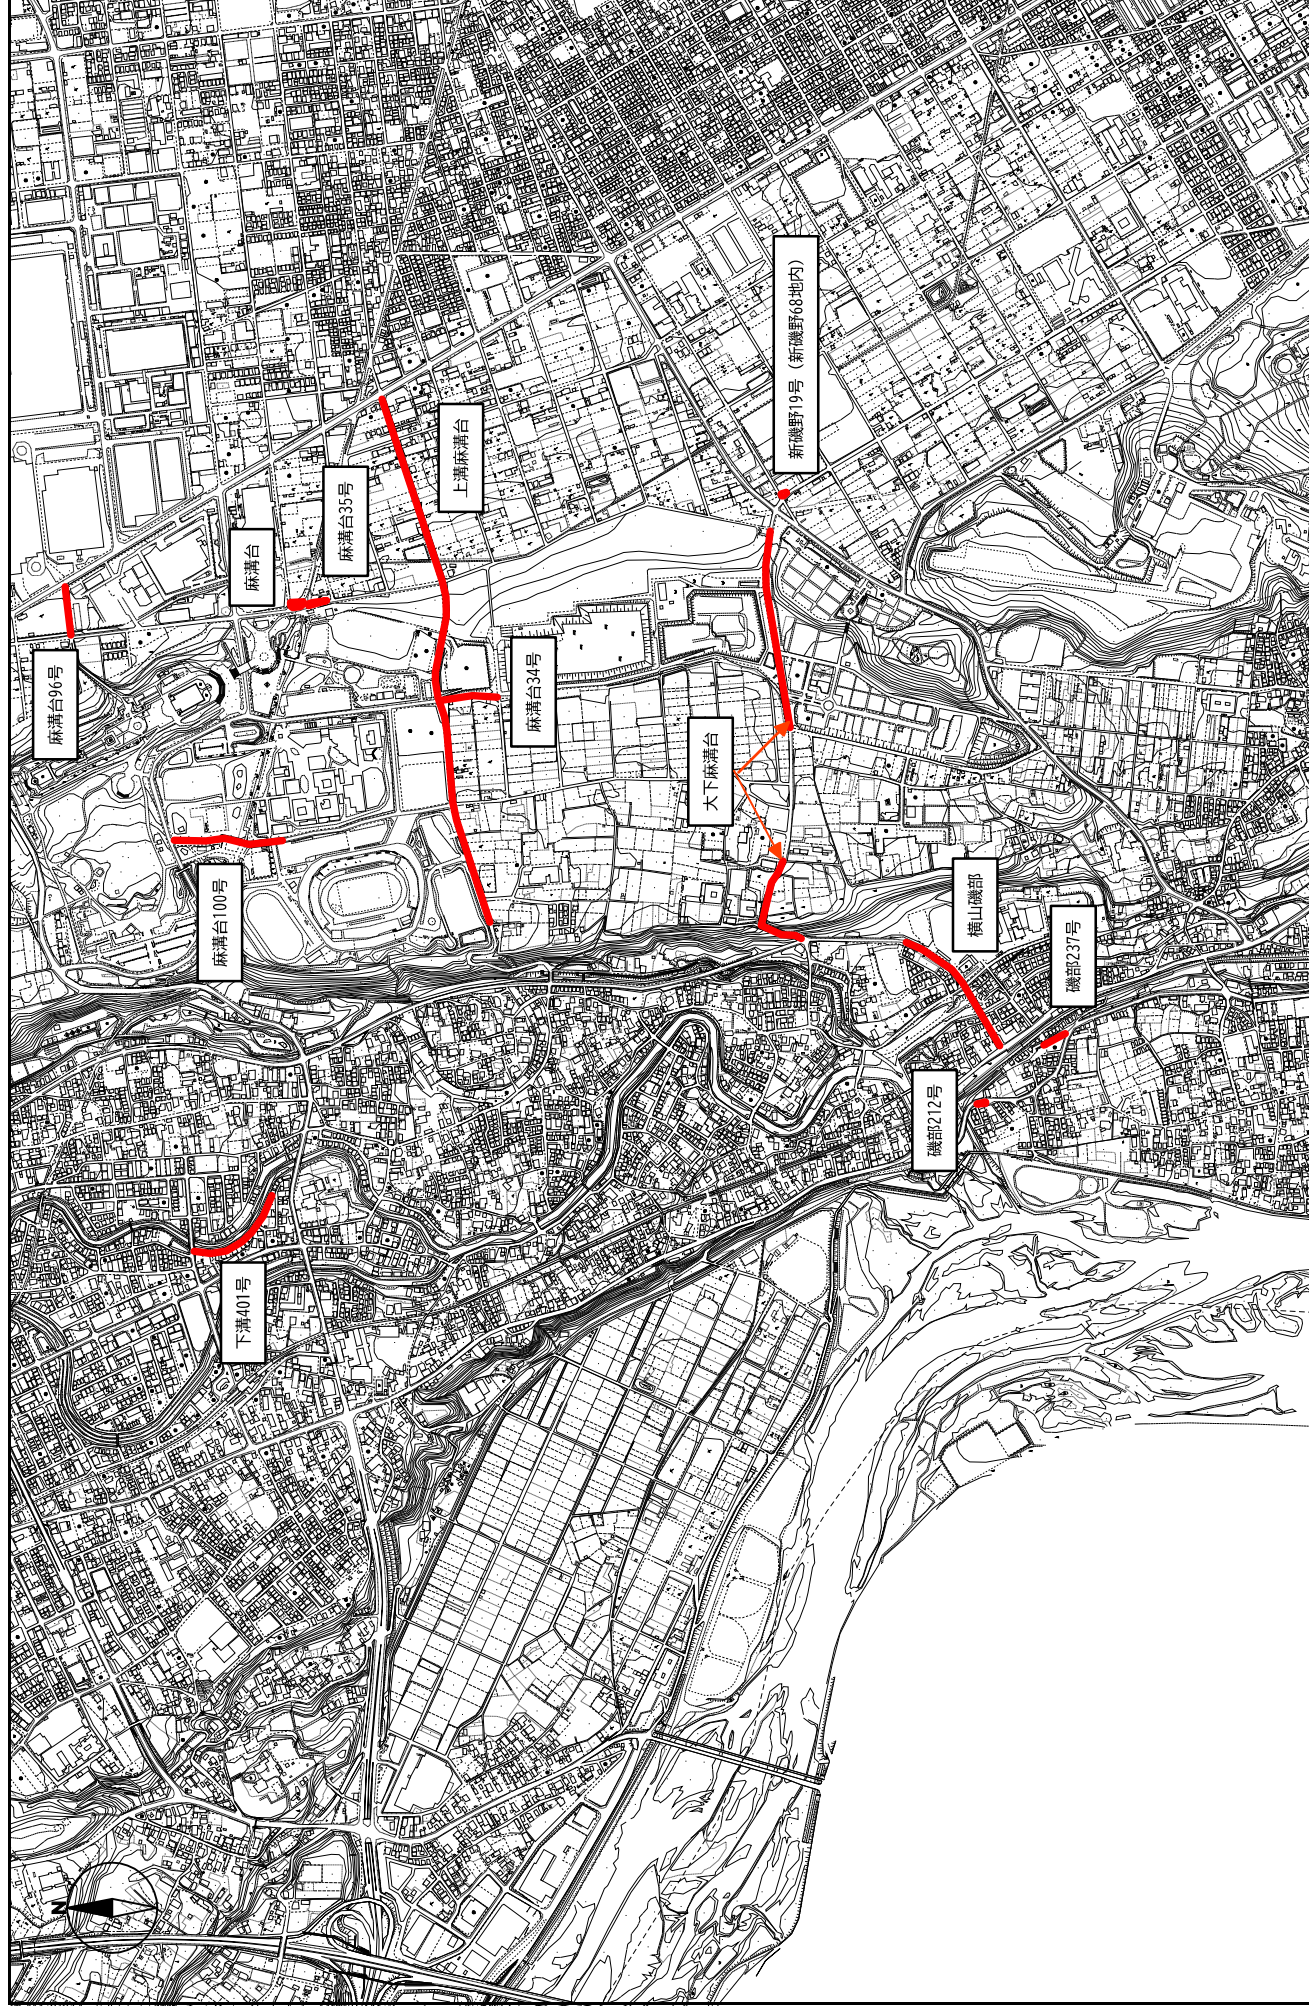 新磯野19号（新磯野68地内）
上溝麻溝台
麻溝台35号
麻溝台
麻溝台96号
麻溝台34号
大下麻溝台
麻溝台100号
横山磯部
磯部237号
磯部212号
下溝401号
N